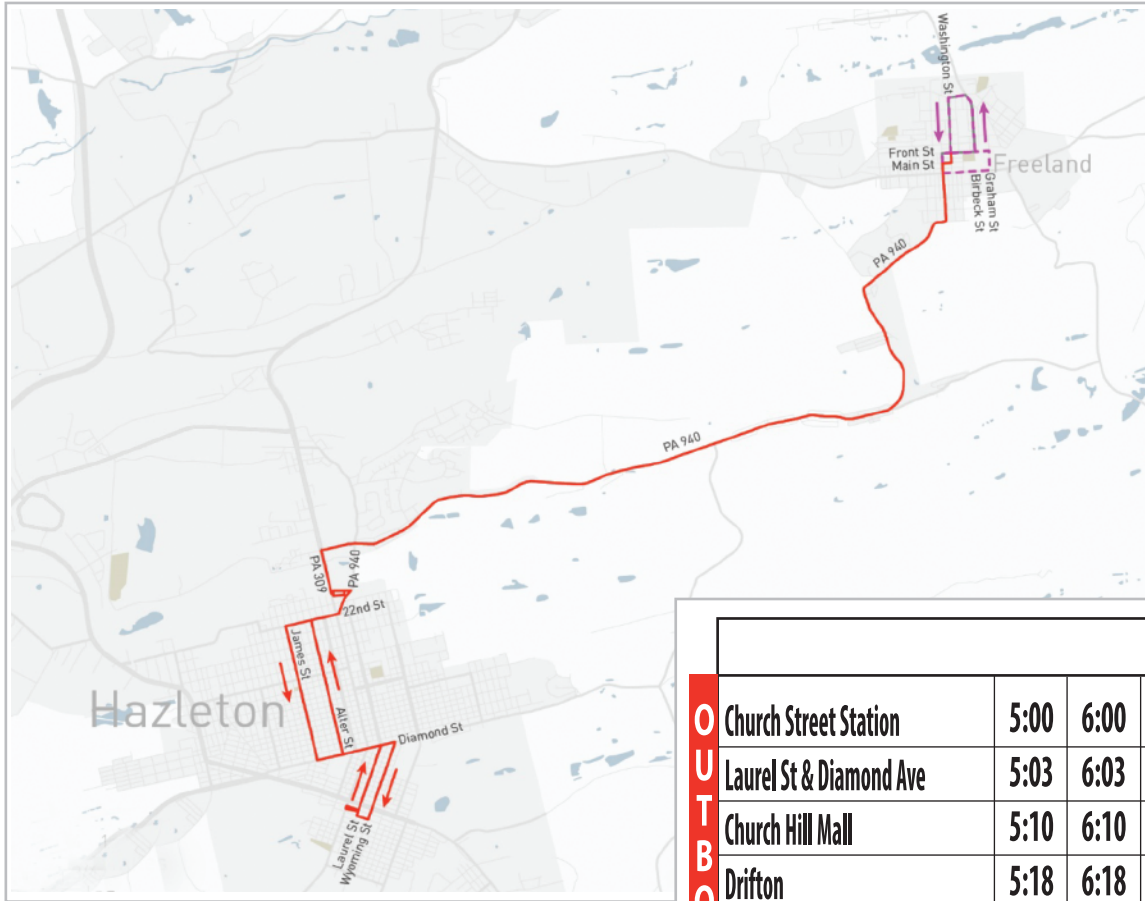 Washington St
Front St
Main St
Freeland
Graham St
Birbeck St
PA 940
PA 940
PA 309
PA 940
22nd St
James St
Hazleton
Alter St
Diamond St
Laurel St
Wyoming St
OUTBO
Church Street Station 5:00 6:00
Laurel St & Diamond Ave 5:03 6:03
Church Hill Mall 5:10 6:10
Drifton 5:18 6:18